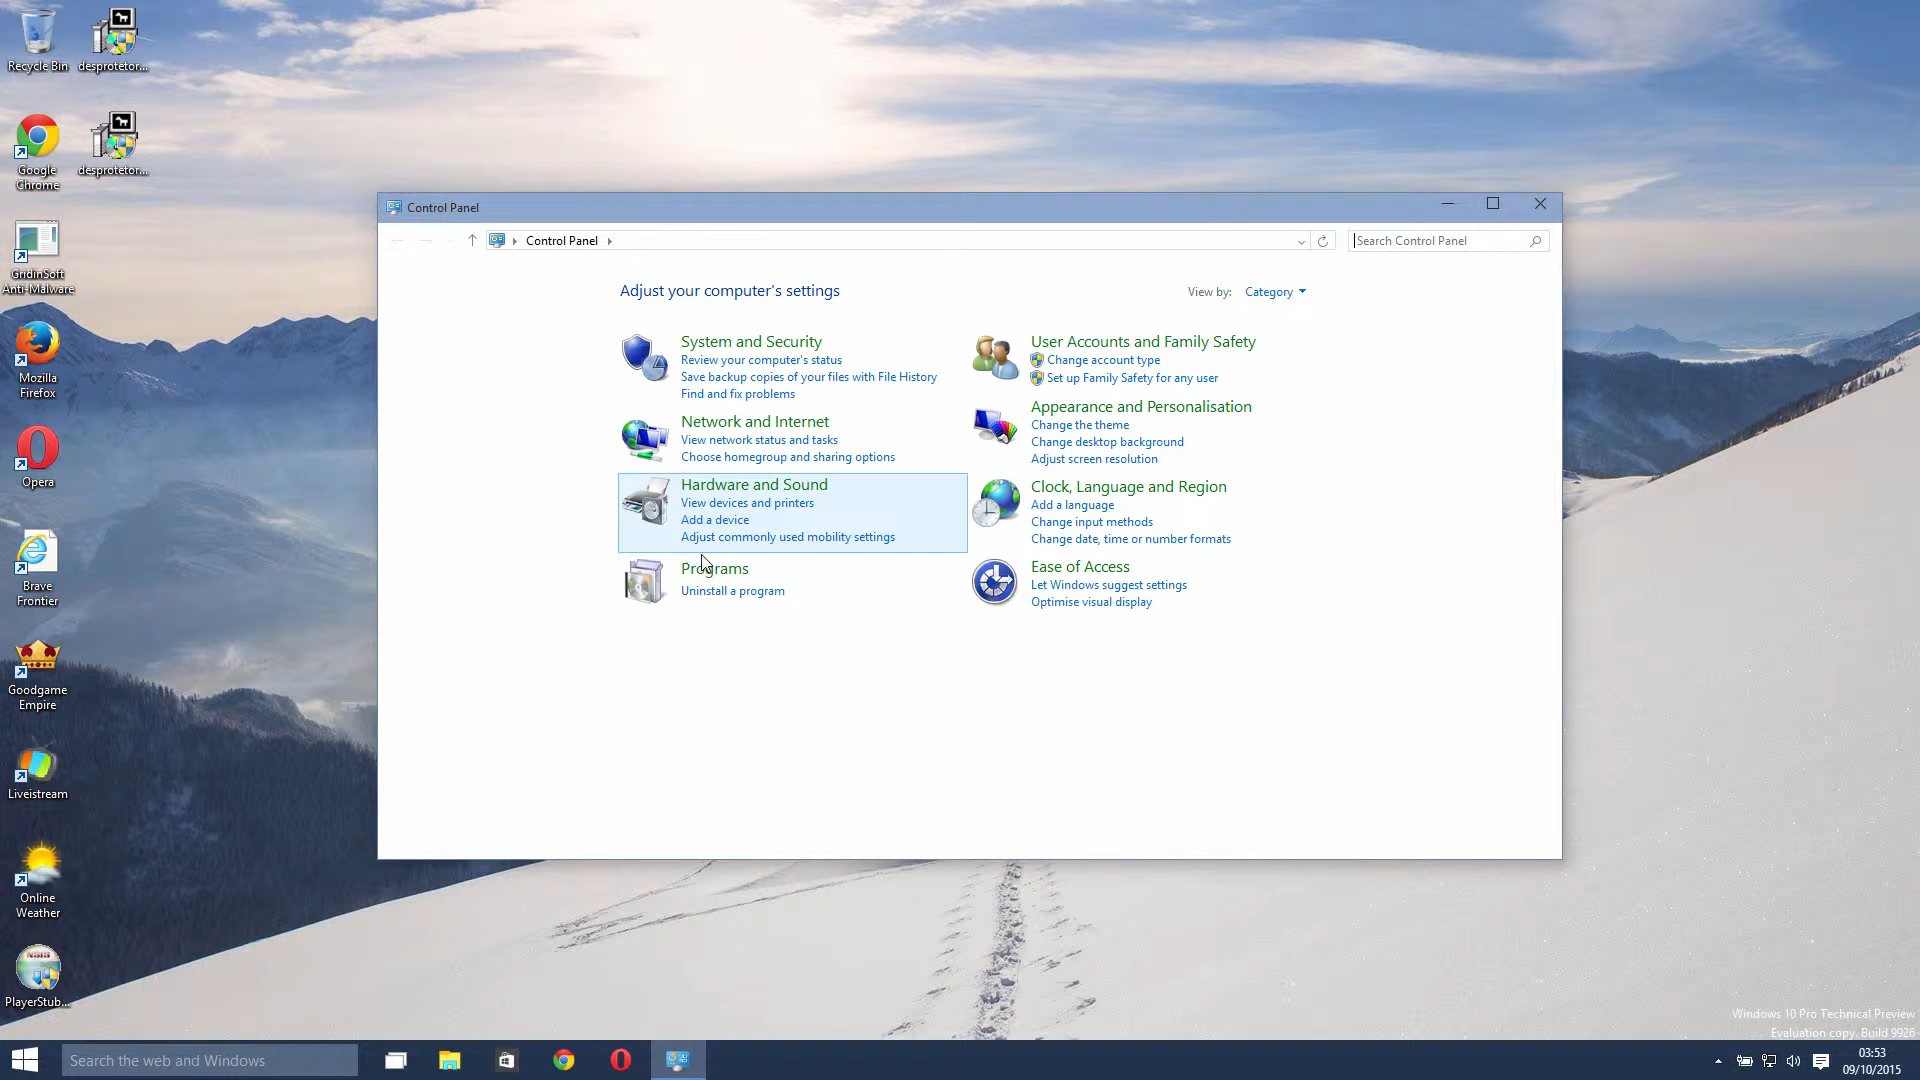 Recycle Bin
desprotetor...
Google
Chrome
desprotetor...
GridinSoft
Anti-Malware
Mozilla
Firefox
Opera
Brave
Frontier
Goodgame
Empire
Liveistream
Online
Weather
NSIS
PlayerStub...
Control Panel
Control Panel
Search Control Panel
Adjust your computer's settings
View by: Category
System and Security
Review your computer's status
Save backup copies of your files with File History
Find and fix problems
Network and Internet
View network status and tasks
Choose homegroup and sharing options
Hardware and Sound
View devices and printers
Add a device
Adjust commonly used mobility settings
Programs
Uninstall a program
User Accounts and Family Safety
Change account type
Set up Family Safety for any user
Appearance and Personalisation
Change the theme
Change desktop background
Adjust screen resolution
Clock, Language and Region
Add a language
Change input methods
Change date, time or number formats
Ease of Access
Let Windows suggest settings
Optimise visual display
Windows 10 Pro Technical Preview
Evaluation copy. Build 9926
Search the web and Windows
03:53
09/10/2015